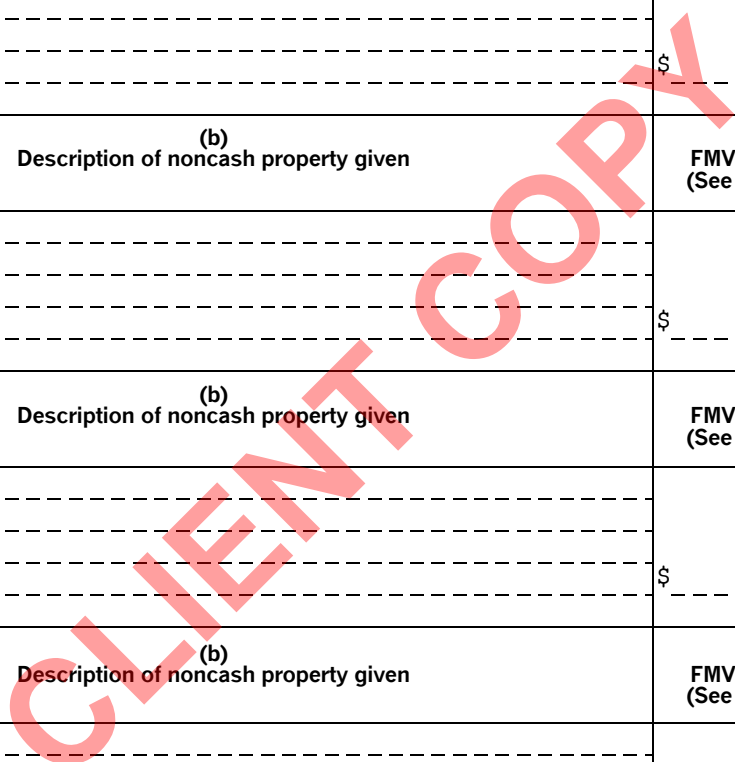 $
(b)
Description of noncash property given
FMV
(See
$
(b)
Description of noncash property given
FMV
(See
$
(b)
Description of noncash property given
FMV
(See
CLIENT COPY